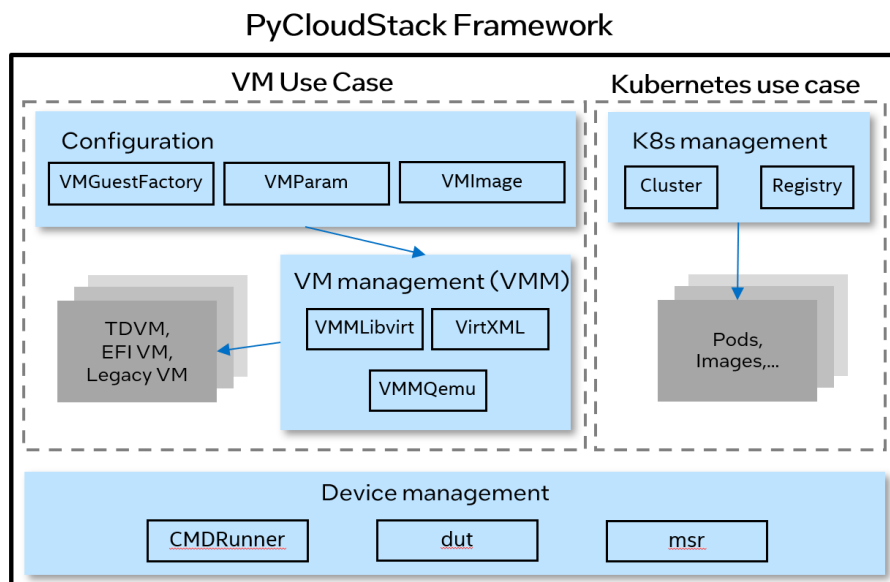 PyCloudStack Framework
VM Use Case
Configuration
VMGuestFactory
VMParam
VMImage
VM management (VMM)
VMMLibvirt
VirtXML
VMMQemu
TDVM,
EFI VM,
Legacy VM
Kubernetes use case
K8s management
Cluster
Registry
Pods,
Images,...
Device management
CMDRunner
dut
msr